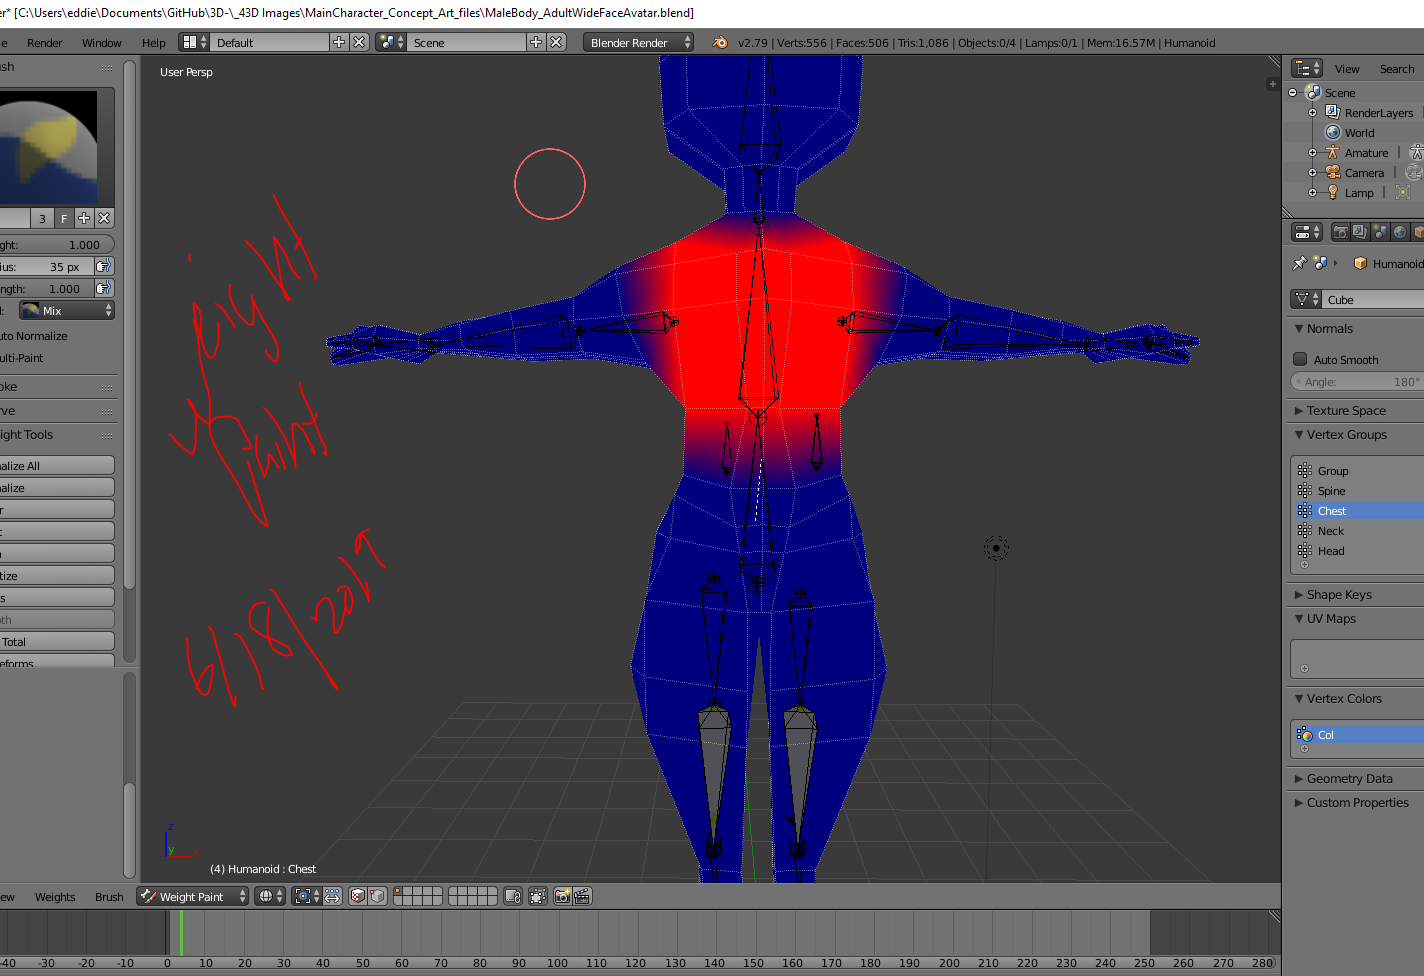 er* [C:\Users\eddie\Documents\GitHub\3D-\_43D Images\MainCharacter_Concept_Art_files\MaleBody_AdultWideFaceAvatar.blend]
e Render Window Help Default Scene Blender Render v2.79 | Verts:556 | Faces:506 | Tris:1,086 | Objects:0/4 | Lamps:0/1 | Mem:16.57M | Humanoid
ush
3 F
ght: 1.000
ius: 35 px
ngth: 1.000
d: Mix
uto Normalize
ulti-Paint
oke
rve
ight Tools
alize All
alize
r
t
n
tize
s
oth
Total
eforms
User Persp
Weight
Paint
6/18/2019
z
y
x
(4) Humanoid : Chest
View Search
Scene
RenderLayers
World
Amature
Camera
Lamp
Humanoid
Cube
Normals
Auto Smooth
Angle: 180°
Texture Space
Vertex Groups
Group
Spine
Chest
Neck
Head
Shape Keys
UV Maps
Vertex Colors
Col
Geometry Data
Custom Properties
ew Weights Brush Weight Paint
-40 -30 -20 -10 0 10 20 30 40 50 60 70 80 90 100 110 120 130 140 150 160 170 180 190 200 210 220 230 240 250 260 270 280